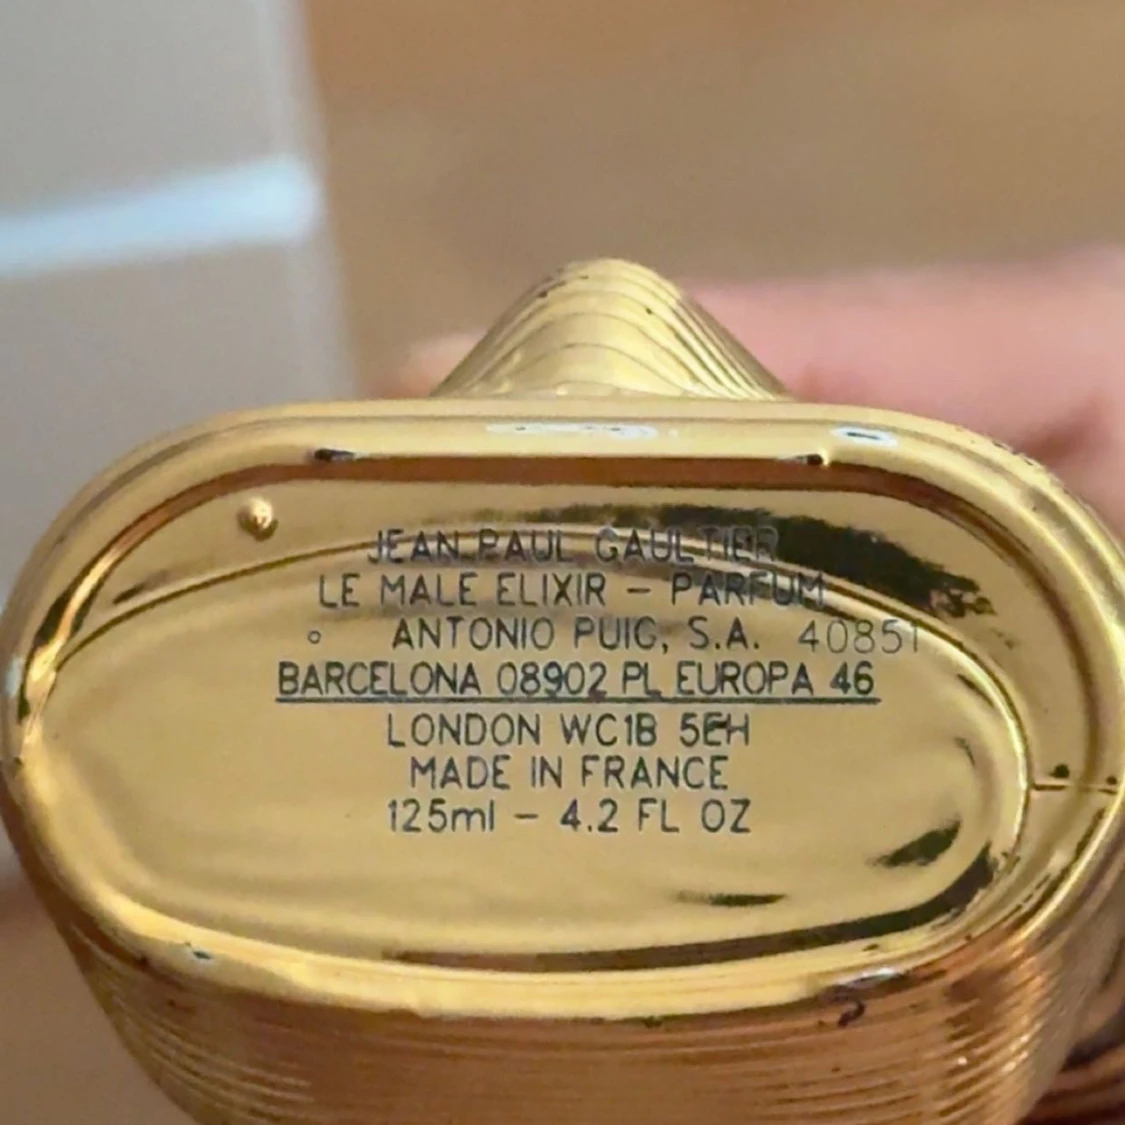 JEAN PAUL GAULTIER
LE MALE ELIXIR – PARFUM
ANTONIO PUIG, S.A. 40851
BARCELONA 08902 PL EUROPA 46
LONDON WC1B 5EH
MADE IN FRANCE
125ml – 4.2 FL OZ